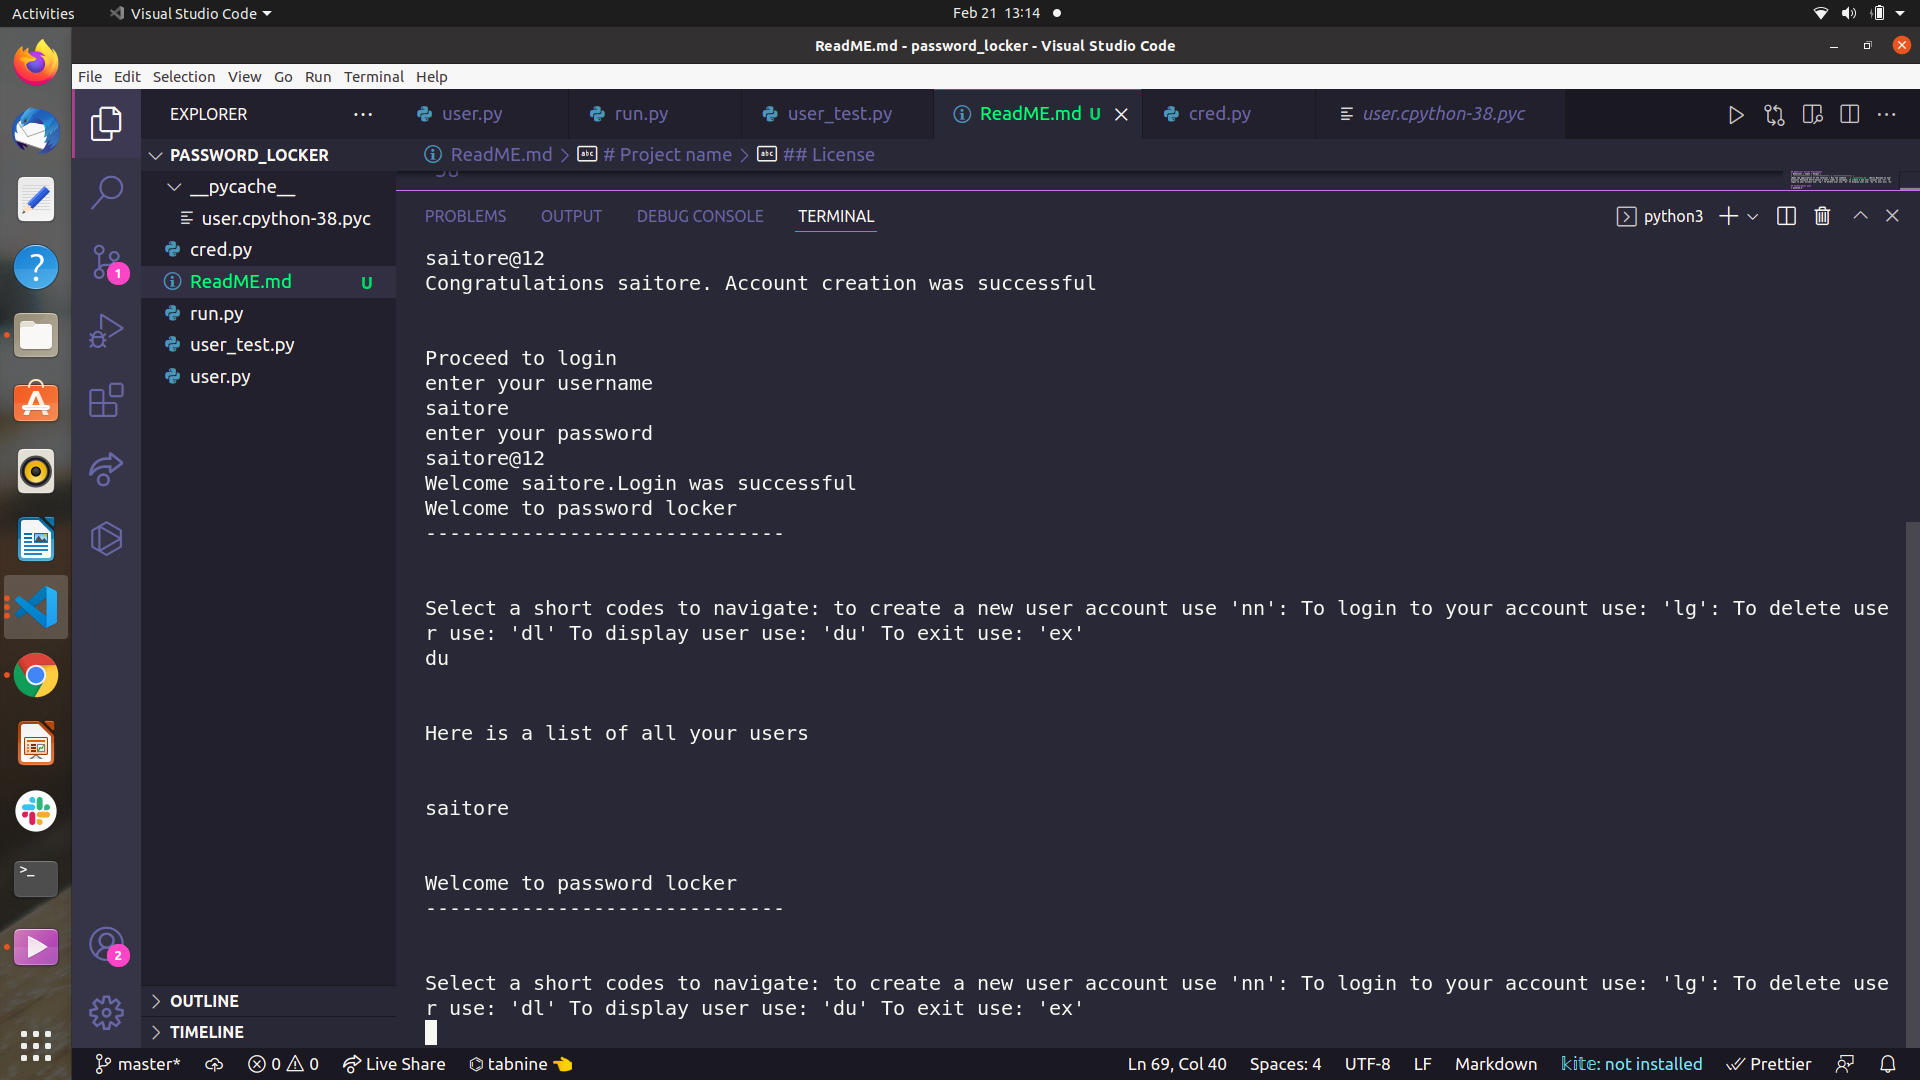 Activities
Visual Studio Code
Feb 21 13:14
ReadME.md - password_locker - Visual Studio Code
File Edit Selection View Go Run Terminal Help
EXPLORER
user.py
run.py
user_test.py
ReadME.md U
cred.py
user.cpython-38.pyc
PASSWORD_LOCKER
ReadME.md > # Project name > ## License
__pycache__
user.cpython-38.pyc
cred.py
ReadME.md U
run.py
user_test.py
user.py
1
2
OUTLINE
TIMELINE
PROBLEMS OUTPUT DEBUG CONSOLE TERMINAL
python3
saitore@12
Congratulations saitore. Account creation was successful
Proceed to login
enter your username
saitore
enter your password
saitore@12
Welcome saitore.Login was successful
Welcome to password locker
------------------------------
Select a short codes to navigate: to create a new user account use 'nn': To login to your account use: 'lg': To delete use
r use: 'dl' To display user use: 'du' To exit use: 'ex'
du
Here is a list of all your users
saitore
Welcome to password locker
------------------------------
Select a short codes to navigate: to create a new user account use 'nn': To login to your account use: 'lg': To delete use
r use: 'dl' To display user use: 'du' To exit use: 'ex'
master* 0 0 Live Share tabnine Ln 69, Col 40 Spaces: 4 UTF-8 LF Markdown kite: not installed Prettier